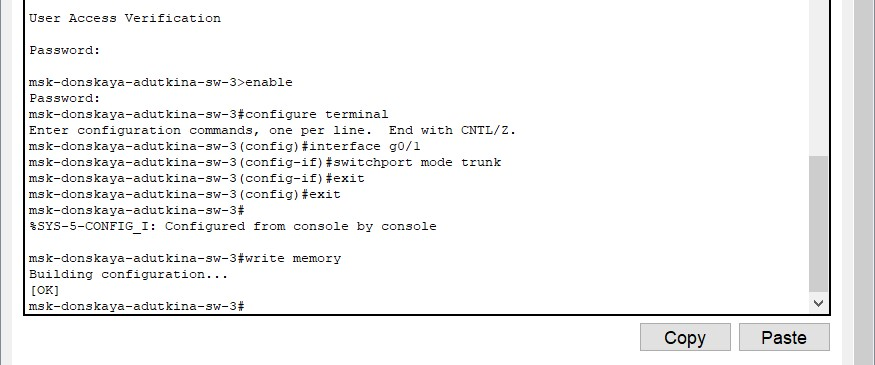 User Access Verification
Password:
msk-donskaya-adutkina-sw-3>enable
Password:
msk-donskaya-adutkina-sw-3#configure terminal
Enter configuration commands, one per line.  End with CNTL/Z.
msk-donskaya-adutkina-sw-3(config)#interface g0/1
msk-donskaya-adutkina-sw-3(config-if)#switchport mode trunk
msk-donskaya-adutkina-sw-3(config-if)#exit
msk-donskaya-adutkina-sw-3(config)#exit
msk-donskaya-adutkina-sw-3#
%SYS-5-CONFIG_I: Configured from console by console
msk-donskaya-adutkina-sw-3#write memory
Building configuration...
[OK]
msk-donskaya-adutkina-sw-3#
Copy Paste